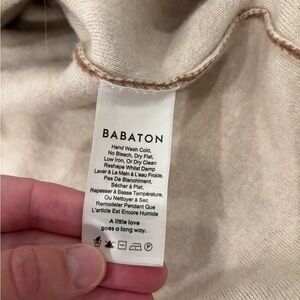 BABATON
Hand Wash Cold,
No Bleach, Dry Flat,
Low Iron, Or Dry Clean
Reshape Whilst Damp
Laver à La Main à L'eau Froide,
Pas De Blanchiment,
Sécher à Plat,
Repasser à Basse Température,
Ou Nettoyer à Sec
Remodeler Pendant Que
L'article Est Encore Humide
A little love
goes a long way.